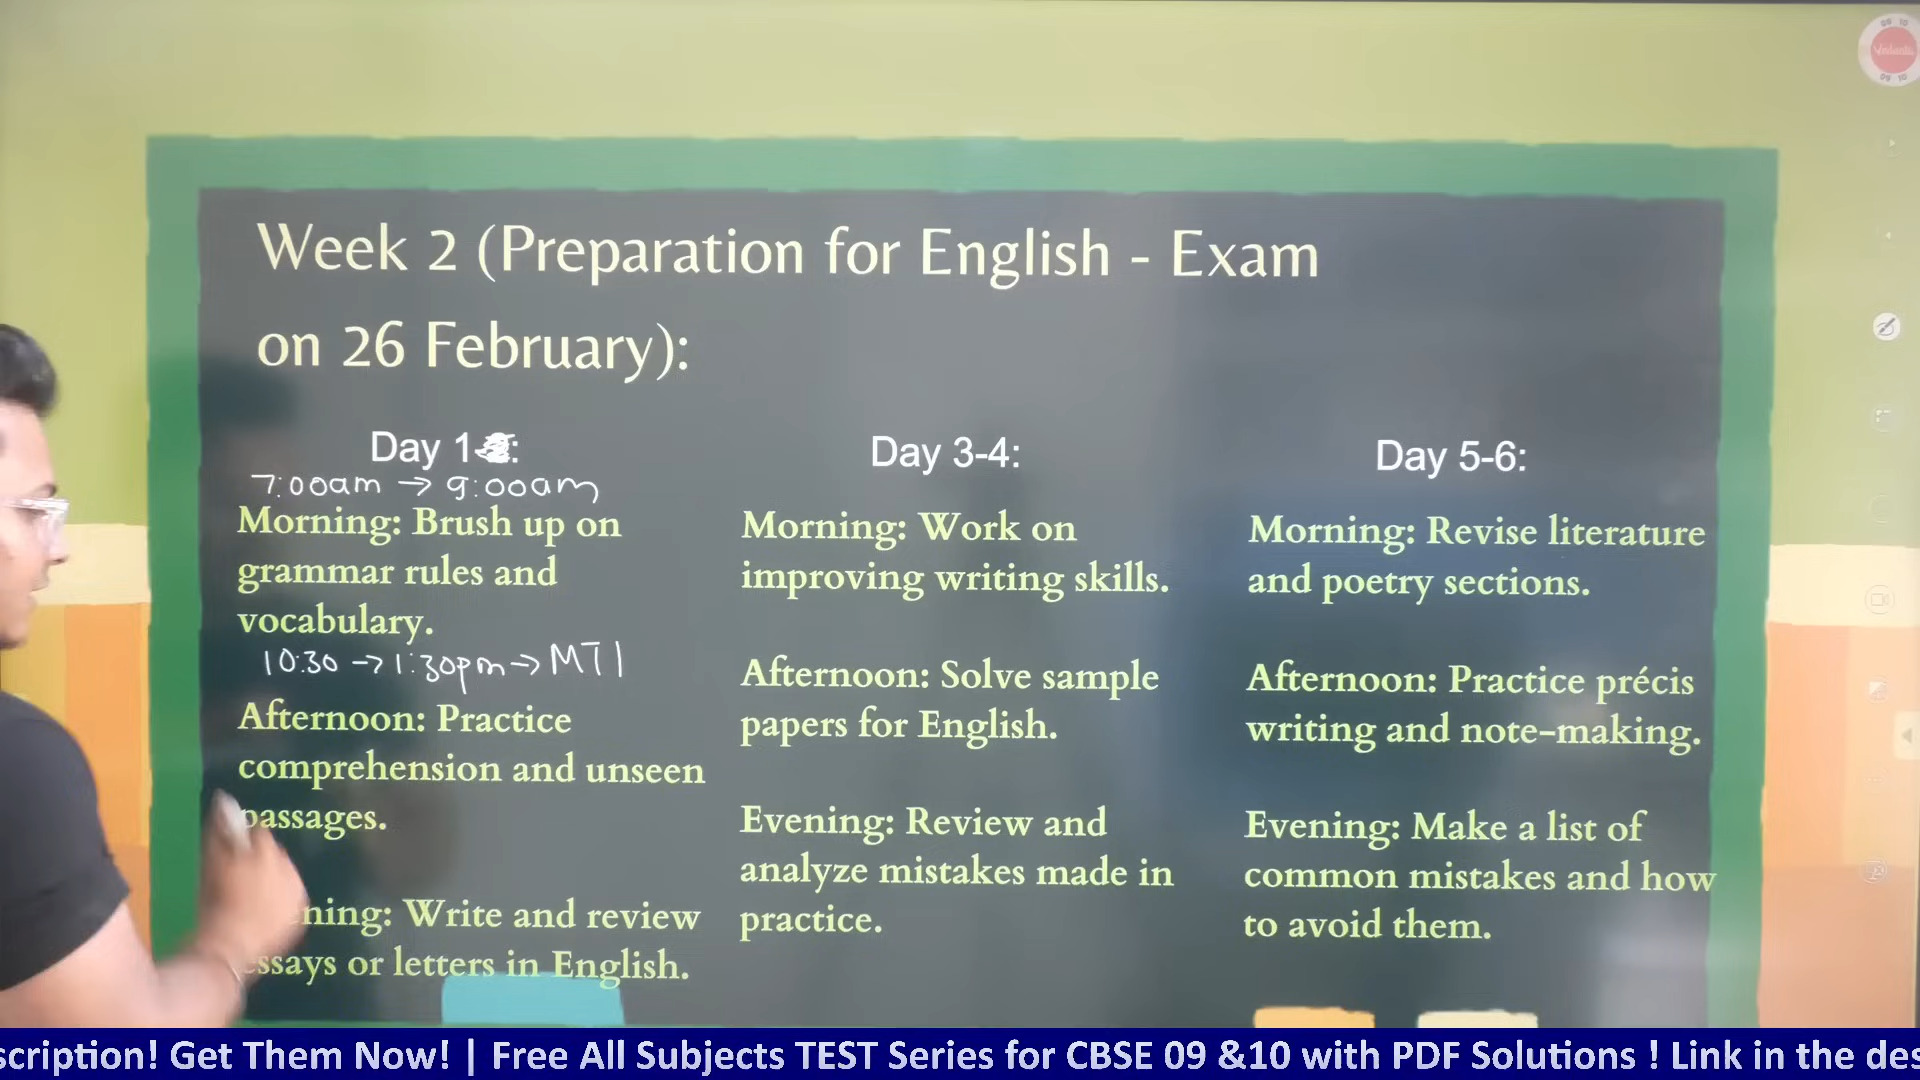 Week 2 (Preparation for English - Exam
on 26 February):
Day 1-2:
7:00am → 9:00am
Morning: Brush up on
grammar rules and
vocabulary.
10:30 → 1:30pm → MT1
Afternoon: Practice
comprehension and unseen
passages.
ning: Write and review
essays or letters in English.
Day 3-4:
Morning: Work on
improving writing skills.
Afternoon: Solve sample
papers for English.
Evening: Review and
analyze mistakes made in
practice.
Day 5-6:
Morning: Revise literature
and poetry sections.
Afternoon: Practice précis
writing and note-making.
Evening: Make a list of
common mistakes and how
to avoid them.
Vedantu
scription! Get Them Now! | Free All Subjects TEST Series for CBSE 09 &10 with PDF Solutions ! Link in the des